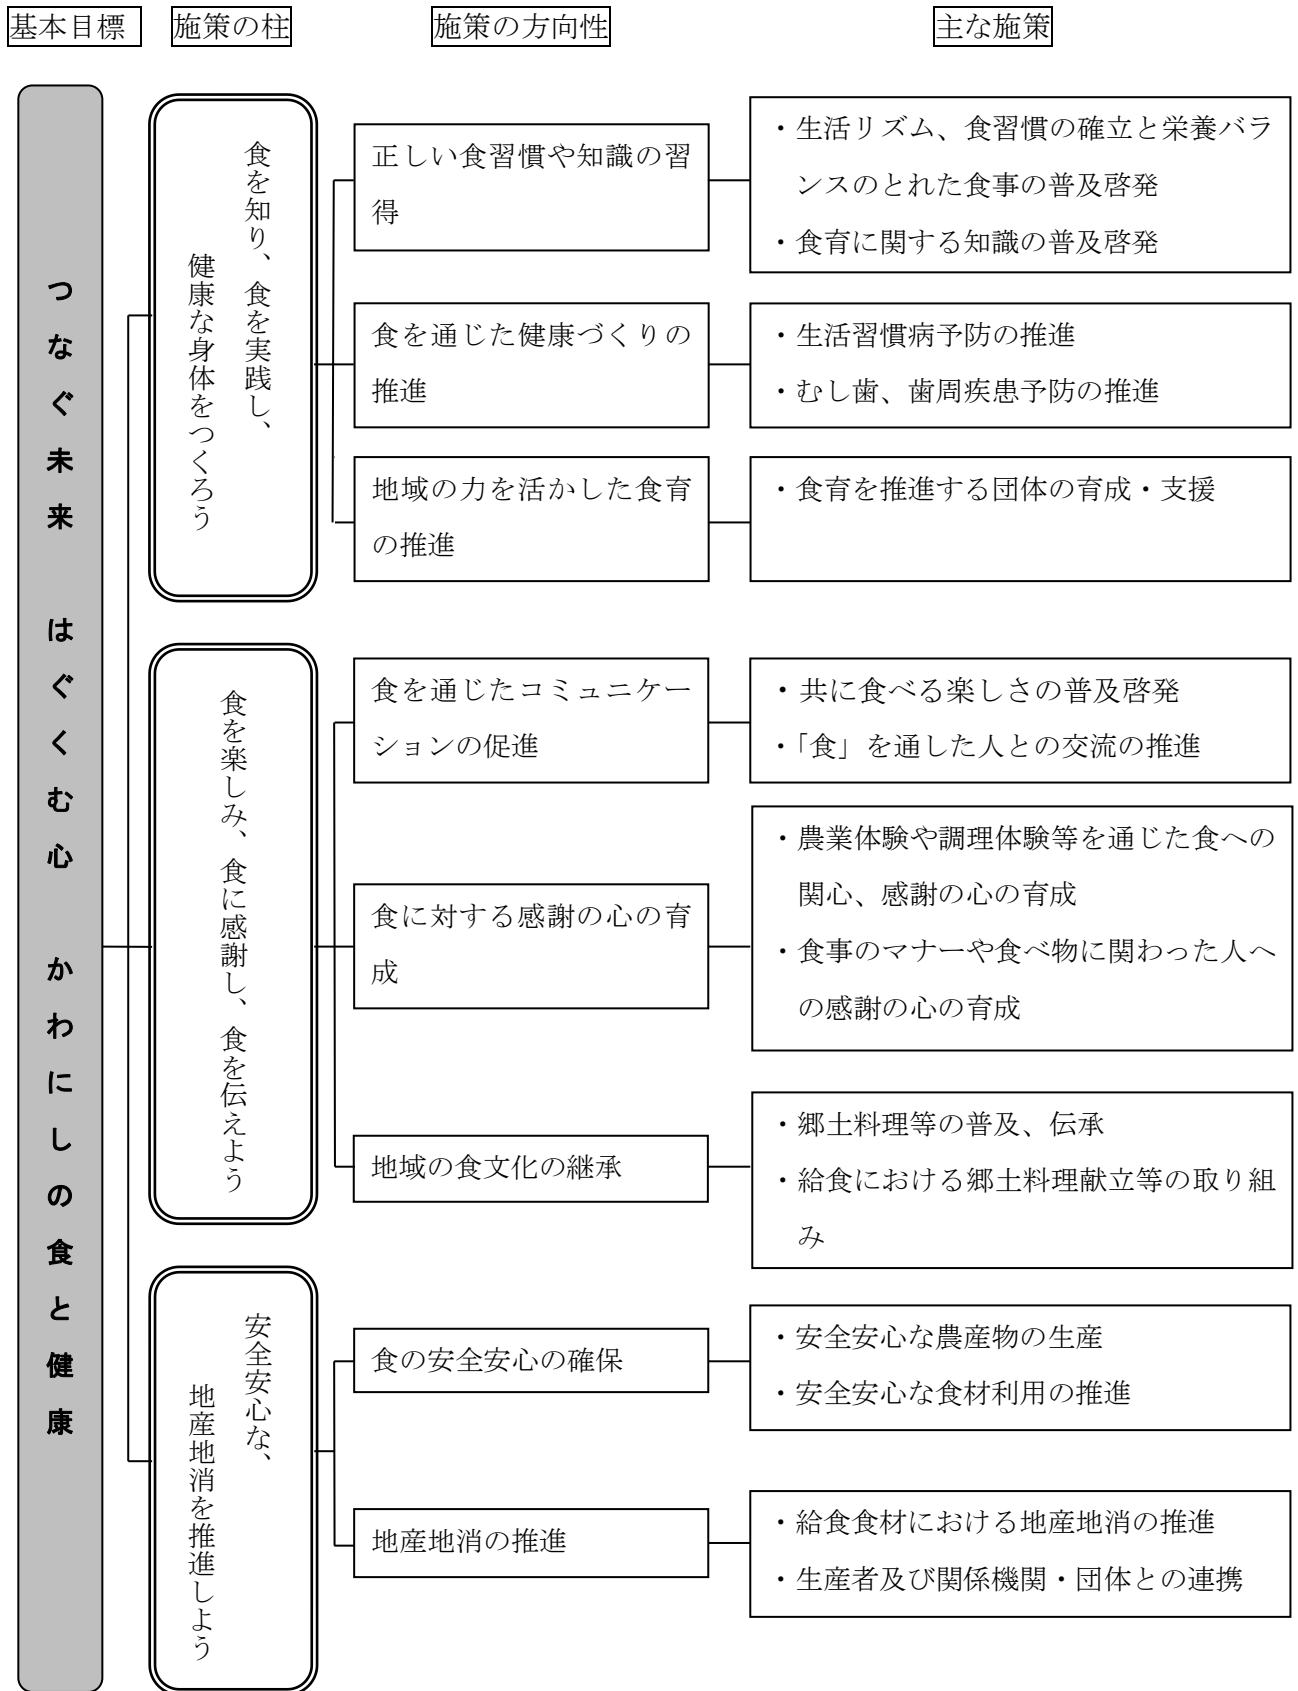 基本目標
施策の柱
施策の方向性
主な施策
つなぐ未来　はぐくむ心　かわにしの食と健康
食を知り、食を実践し、
健康な身体をつくろう
正しい食習慣や知識の習
得
・生活リズム、食習慣の確立と栄養バラ
ンスのとれた食事の普及啓発
・食育に関する知識の普及啓発
食を通じた健康づくりの
推進
・生活習慣病予防の推進
・むし歯、歯周疾患予防の推進
地域の力を活かした食育
の推進
・食育を推進する団体の育成・支援
食を楽しみ、食に感謝し、食を伝えよう
食を通じたコミュニケー
ションの促進
・共に食べる楽しさの普及啓発
・「食」を通した人との交流の推進
食に対する感謝の心の育
成
・農業体験や調理体験等を通じた食への
関心、感謝の心の育成
・食事のマナーや食べ物に関わった人へ
の感謝の心の育成
地域の食文化の継承
・郷土料理等の普及、伝承
・給食における郷土料理献立等の取り組
み
安全安心な、
地産地消を推進しよう
食の安全安心の確保
・安全安心な農産物の生産
・安全安心な食材利用の推進
地産地消の推進
・給食食材における地産地消の推進
・生産者及び関係機関・団体との連携